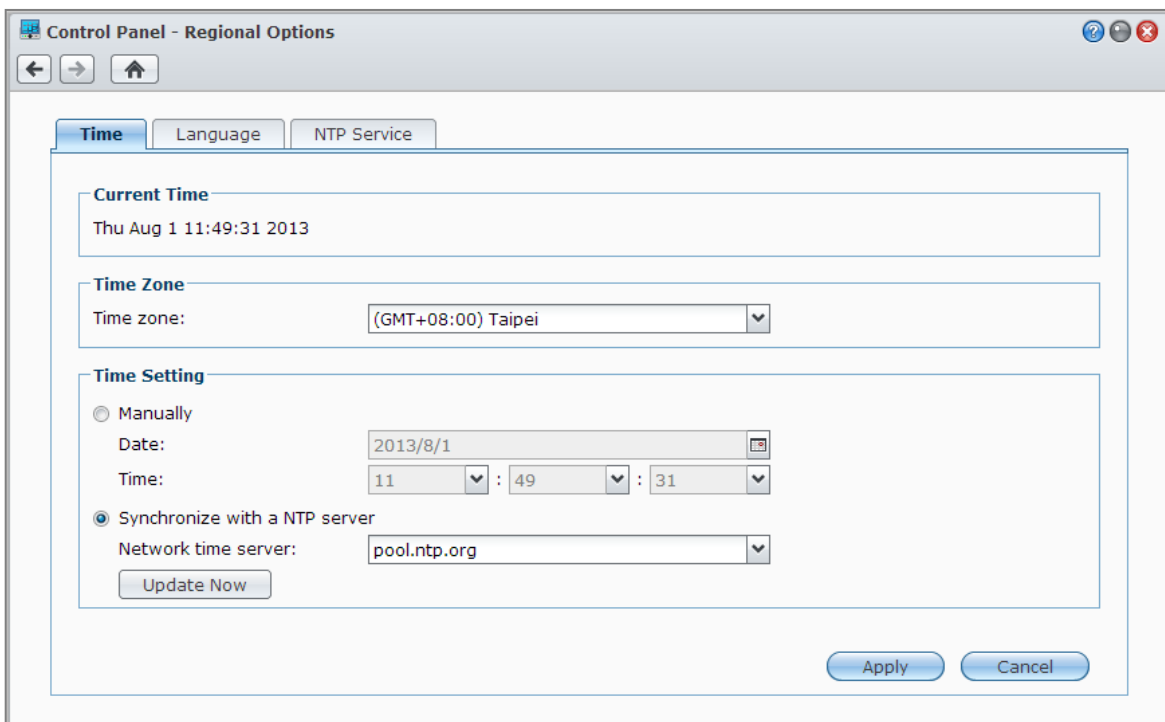 Control Panel - Regional Options
Time Language NTP Service
Current Time
Thu Aug 1 11:49:31 2013
Time Zone
Time zone: (GMT+08:00) Taipei
Time Setting
Manually
Date: 2013/8/1
Time: 11 : 49 : 31
Synchronize with a NTP server
Network time server: pool.ntp.org
Update Now
Apply Cancel